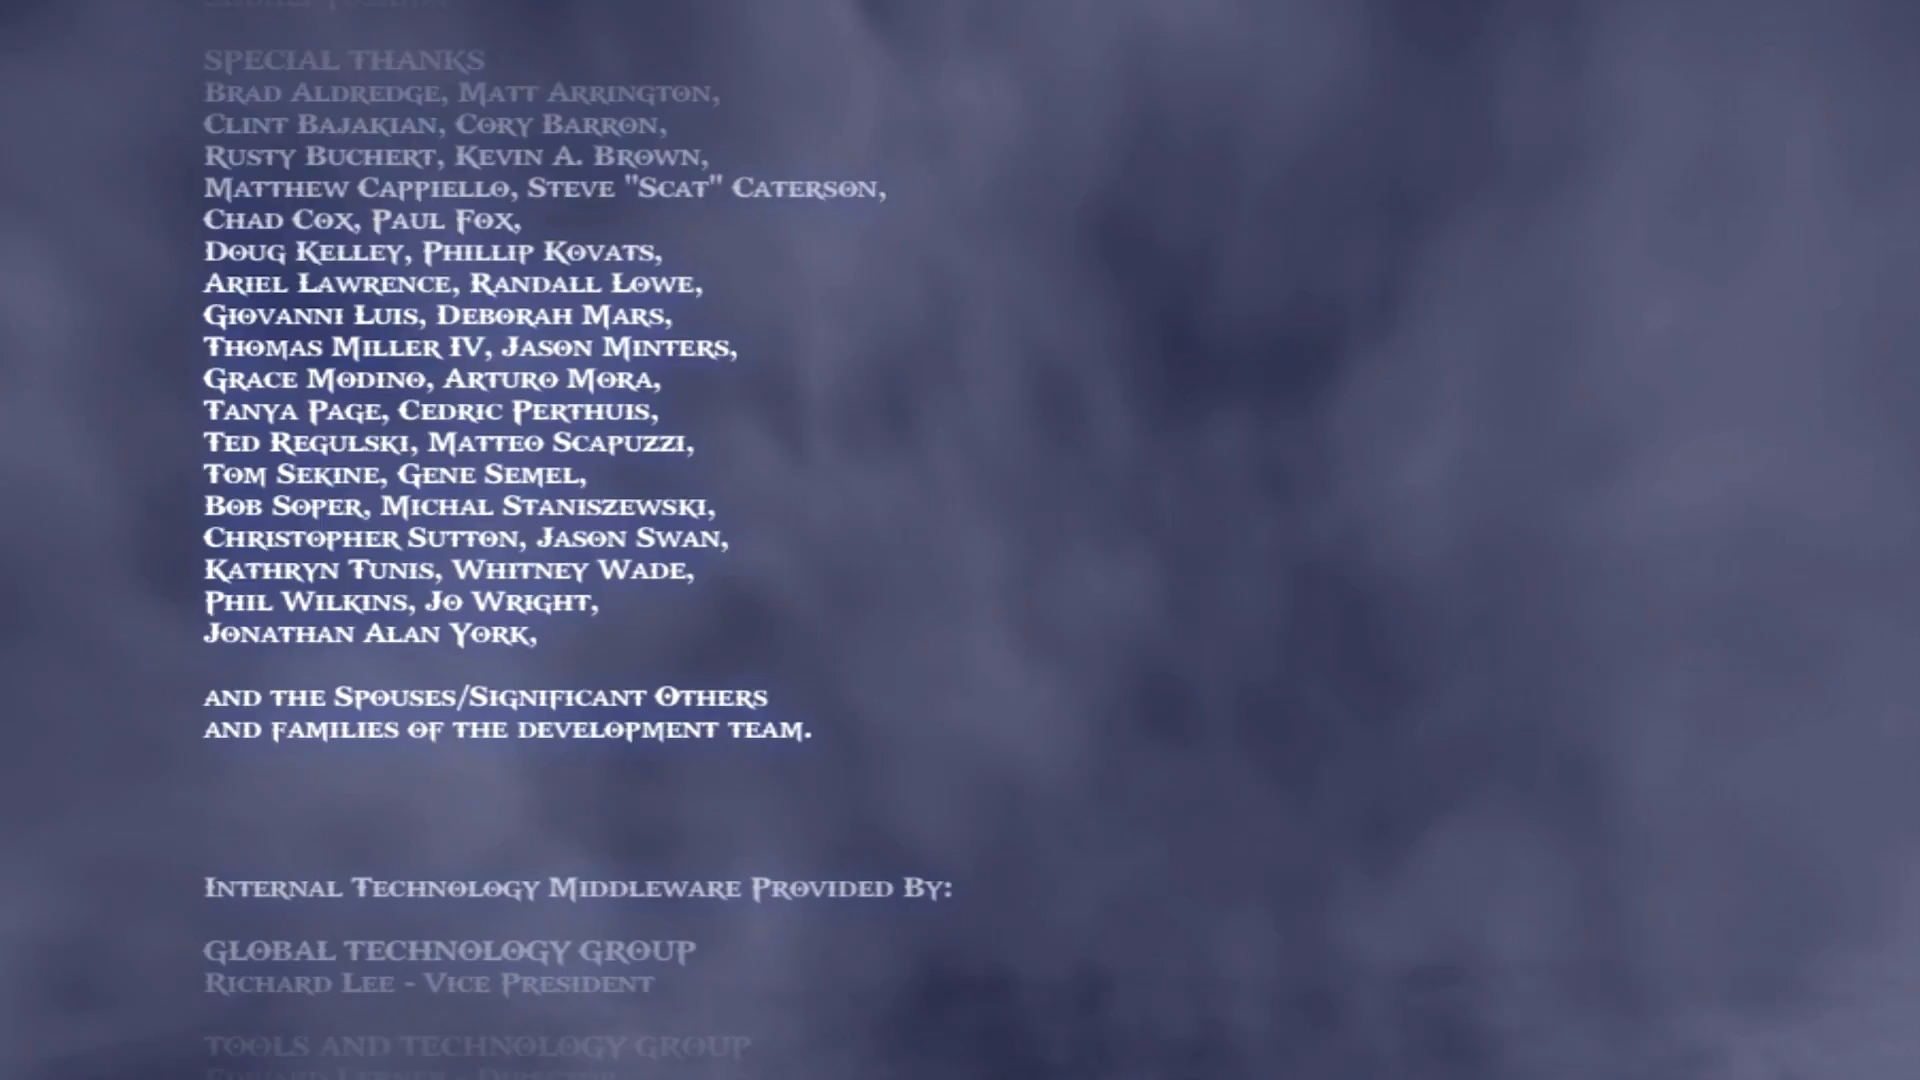 SPECIAL THANKS
Brad Aldredge, Matt Arrington,
Clint Bajakian, Cory Barron,
Rusty Buchert, Kevin A. Brown,
Matthew Cappiello, Steve "Scat" Caterson,
Chad Cox, Paul Fox,
Doug Kelley, Phillip Kovats,
Ariel Lawrence, Randall Lowe,
Giovanni Luis, Deborah Mars,
Thomas Miller IV, Jason Minters,
Grace Modino, Arturo Mora,
Tanya Page, Cedric Perthuis,
Ted Regulski, Matteo Scapuzzi,
Tom Sekine, Gene Semel,
Bob Soper, Michal Staniszewski,
Christopher Sutton, Jason Swan,
Kathryn Tunis, Whitney Wade,
Phil Wilkins, Jo Wright,
Jonathan Alan York,
and the Spouses/Significant Others
and families of the development team.
Internal Technology Middleware Provided By:
GLOBAL TECHNOLOGY GROUP
Richard Lee - Vice President
TOOLS AND TECHNOLOGY GROUP